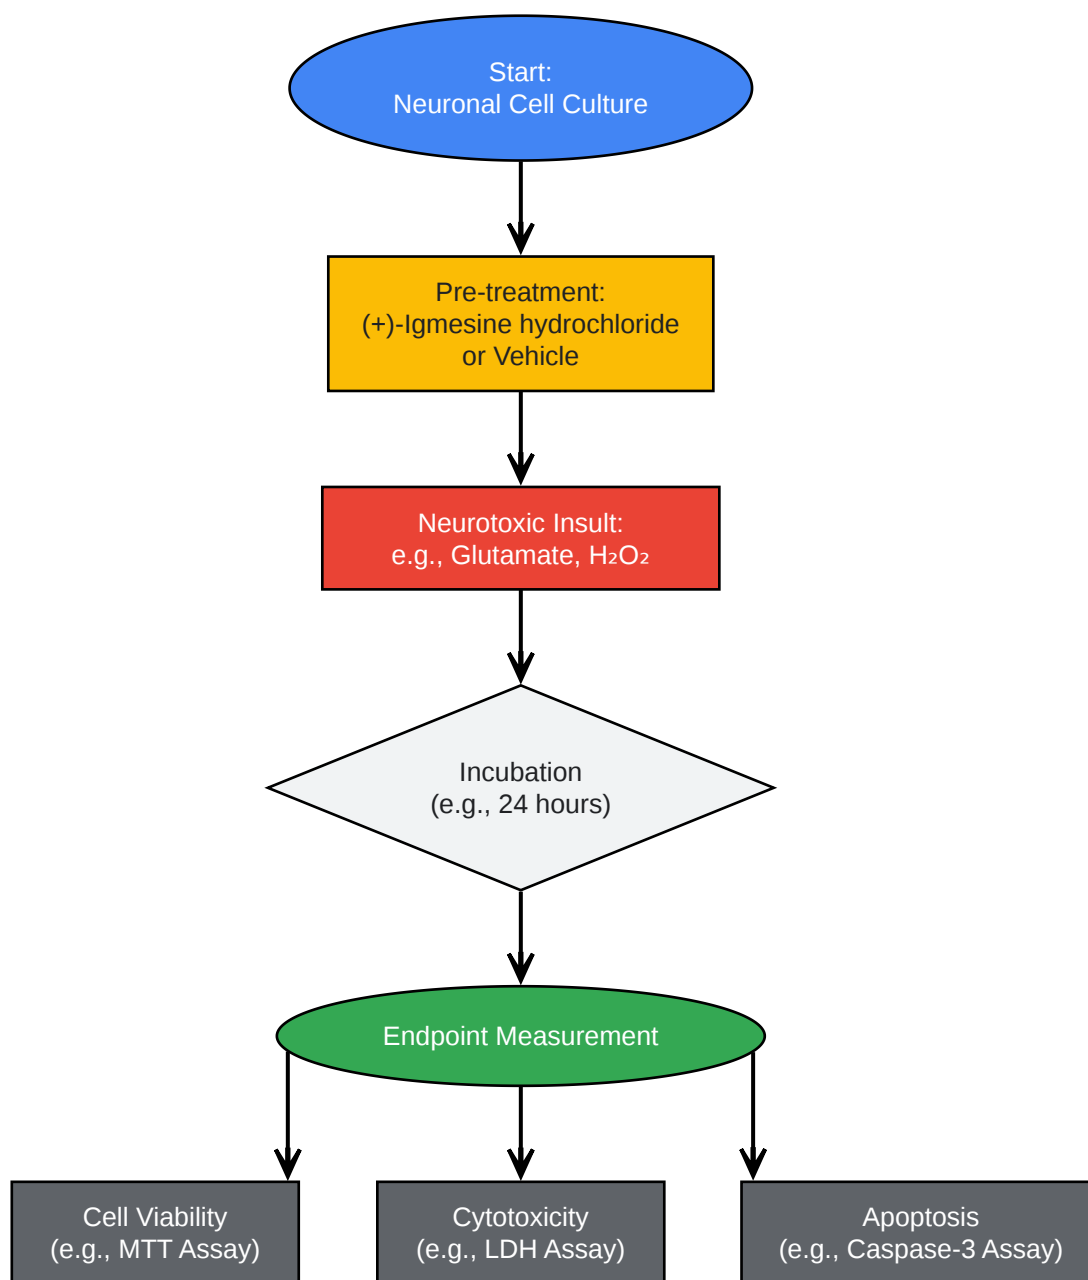 Start:
Neuronal Cell Culture
Pre-treatment:
(+)-Igmesine hydrochloride
or Vehicle
Neurotoxic Insult:
e.g., Glutamate, H₂O₂
Incubation
(e.g., 24 hours)
Endpoint Measurement
Cell Viability
(e.g., MTT Assay)
Cytotoxicity
(e.g., LDH Assay)
Apoptosis
(e.g., Caspase-3 Assay)